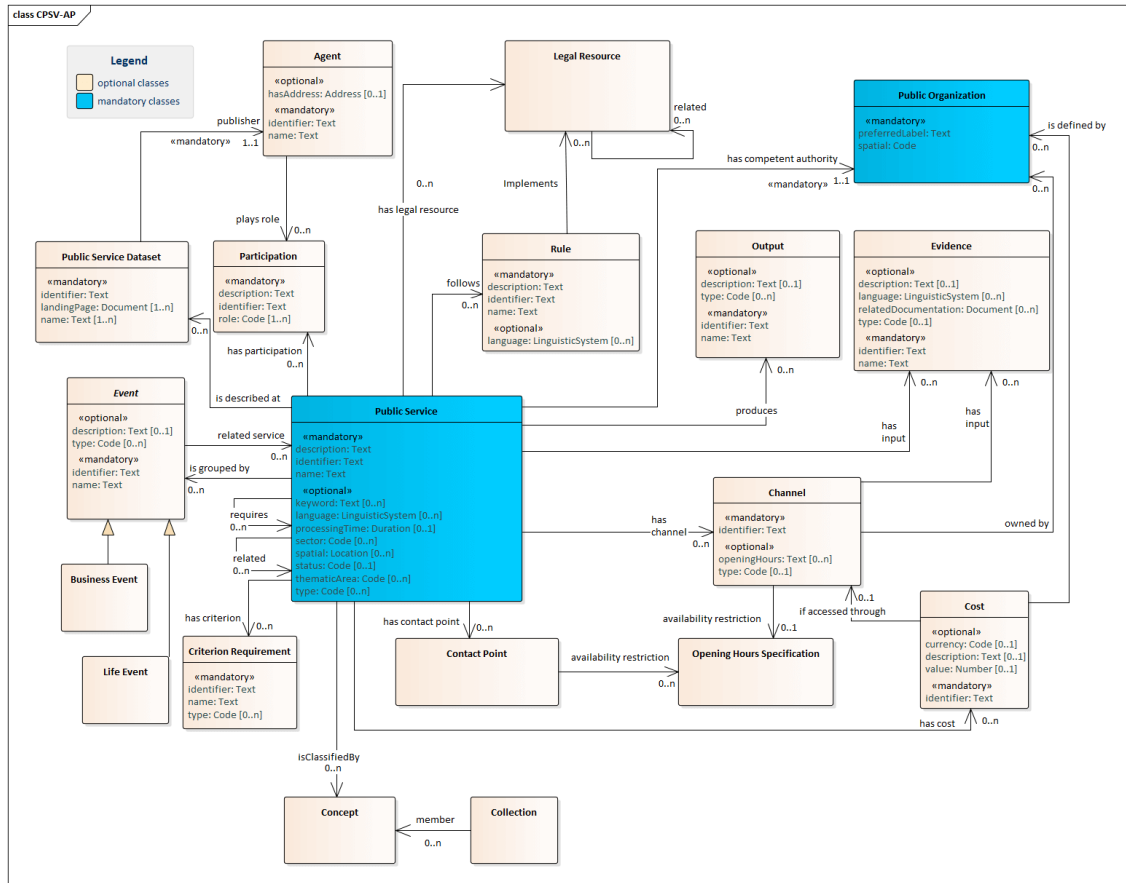 class CPSV-AP
Legend
optional classes
mandatory classes
Agent
«optional»
hasAddress: Address [0..1]
«mandatory»
identifier: Text
name: Text
Legal Resource
related
0..n
Public Organization
«mandatory»
preferredLabel: Text
spatial: Code
is defined by
0..n
0..n
publisher
«mandatory»
1..1
0..n
Implements
has competent authority
«mandatory»
1..1
0..n
has legal resource
plays role
0..n
Public Service Dataset
«mandatory»
identifier: Text
landingPage: Document [1..n]
name: Text [1..n]
0..n
Participation
«mandatory»
description: Text
identifier: Text
role: Code [1..n]
has participation
0..n
follows
0..n
Rule
«mandatory»
description: Text
identifier: Text
name: Text
«optional»
language: LinguisticSystem [0..n]
Output
«optional»
description: Text [0..1]
type: Code [0..n]
«mandatory»
identifier: Text
name: Text
0..n
produces
Evidence
«optional»
description: Text [0..1]
language: LinguisticSystem [0..n]
relatedDocumentation: Document [0..n]
type: Code [0..1]
«mandatory»
identifier: Text
name: Text
0..n
0..n
has
input
has
input
is described at
Event
«optional»
description: Text [0..1]
type: Code [0..n]
«mandatory»
identifier: Text
name: Text
related service
0..n
is grouped by
0..n
Public Service
«mandatory»
description: Text
identifier: Text
name: Text
«optional»
keyword: Text [0..n]
language: LinguisticSystem [0..n]
processingTime: Duration [0..1]
sector: Code [0..n]
spatial: Location [0..n]
status: Code [0..1]
thematicArea: Code [0..n]
type: Code [0..n]
requires
0..n
related
0..n
has
channel
0..n
Channel
«mandatory»
identifier: Text
«optional»
openingHours: Text [0..n]
type: Code [0..1]
owned by
Business Event
Life Event
has criterion
0..n
Criterion Requirement
«mandatory»
identifier: Text
name: Text
type: Code [0..n]
has contact point
0..n
Contact Point
availability restriction
0..n
availability restriction
0..1
Opening Hours Specification
0..1
if accessed through
Cost
«optional»
currency: Code [0..1]
description: Text [0..1]
value: Number [0..1]
«mandatory»
identifier: Text
has cost
0..n
isClassifiedBy
0..n
Concept
member
0..n
Collection